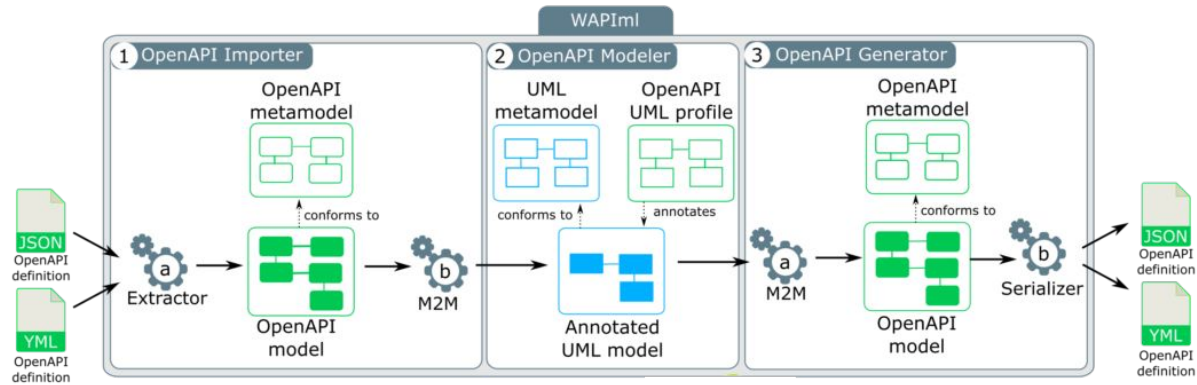 WAPIml
1 OpenAPI Importer
2 OpenAPI Modeler
3 OpenAPI Generator
OpenAPI
metamodel
UML
metamodel
OpenAPI
UML profile
OpenAPI
metamodel
conforms to
conforms to
annotates
conforms to
JSON
OpenAPI
definition
YML
OpenAPI
definition
a
Extractor
OpenAPI
model
b
M2M
Annotated
UML model
a
M2M
OpenAPI
model
b
Serializer
JSON
OpenAPI
definition
YML
OpenAPI
definition